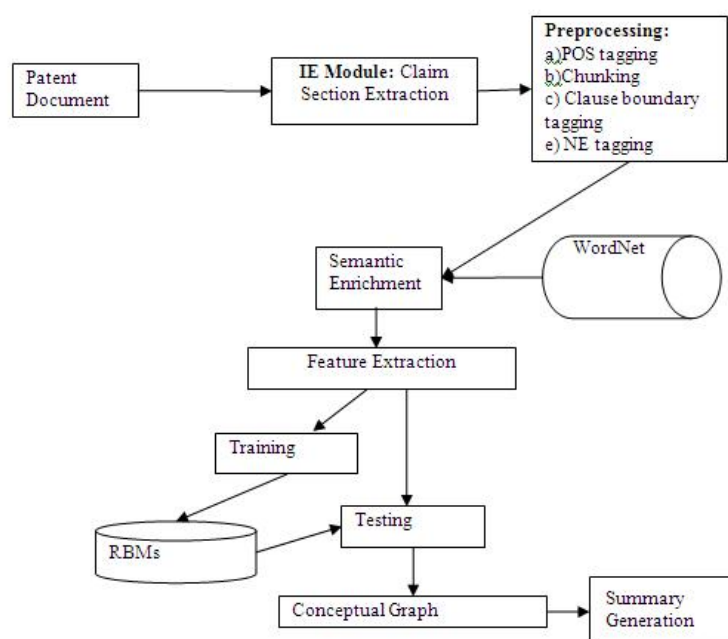 Patent
Document
IE Module: Claim
Section Extraction
Preprocessing:
a)POS tagging
b)Chunking
c) Clause boundary
tagging
e) NE tagging
Semantic
Enrichment
WordNet
Feature Extraction
Training
RBMs
Testing
Conceptual Graph
Summary
Generation